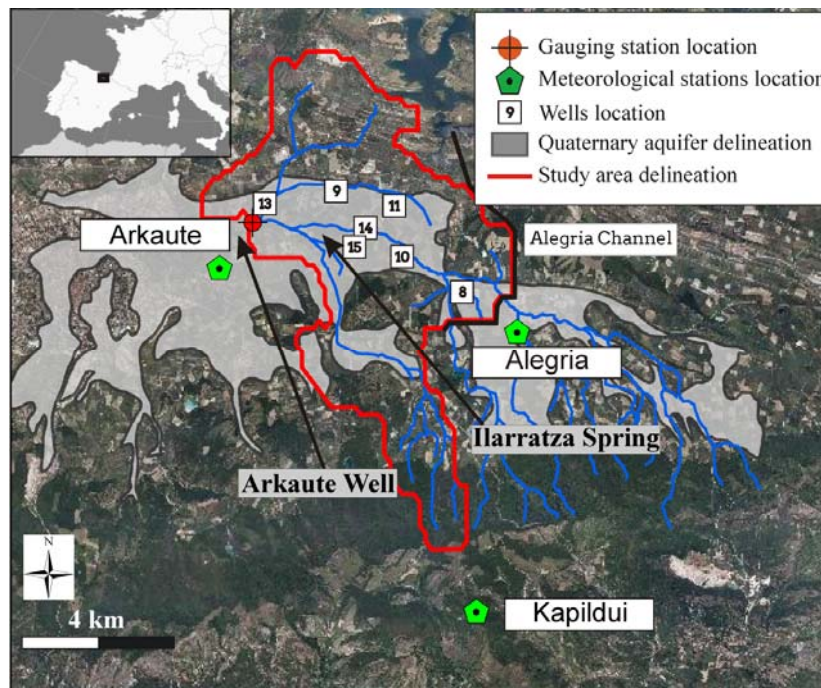 Gauging station location
Meteorological stations location
9
Wells location
Quaternary aquifer delineation
Study area delineation
13
9
11
Arkaute
14
15
10
Alegria Channel
8
Alegria
Ilarratza Spring
Arkaute Well
N
4 km
Kapildui